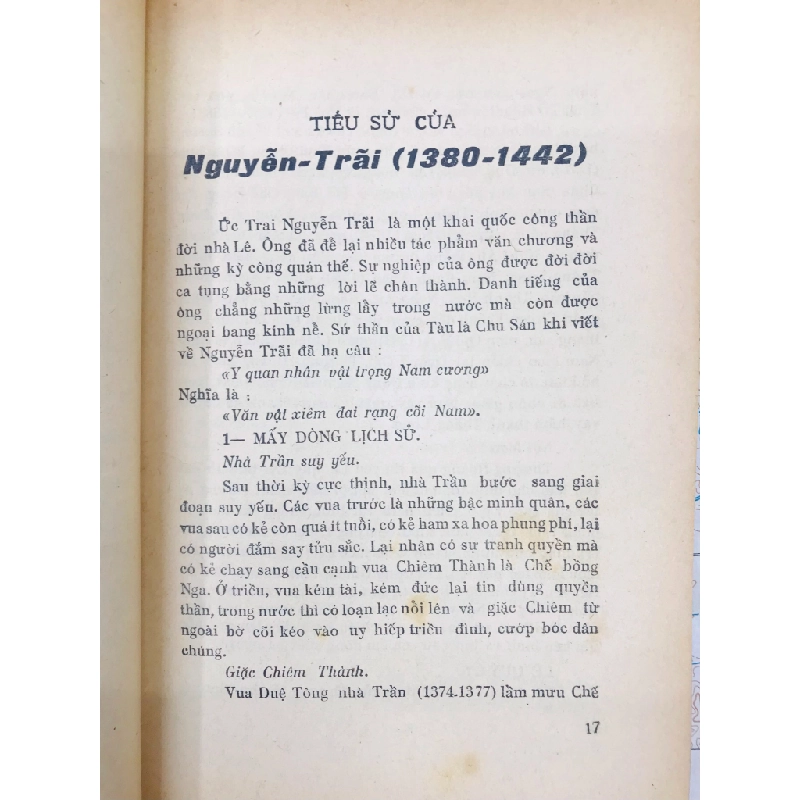 TIỂU SỬ CỦA
Nguyễn-Trãi (1380-1442)
Ức Trai Nguyễn Trãi là một khai quốc công thần
đời nhà Lê. Ông đã để lại nhiều tác phẩm văn chương và
những kỳ công quán thế. Sự nghiệp của ông được đời đời
ca tụng bằng những lời lẽ chân thành. Danh tiếng của
ông chẳng những lừng lẫy trong nước mà còn được
ngoại bang kính nể. Sứ thần của Tàu là Chu Sán khi viết
về Nguyễn Trãi đã hạ câu :
«Y quan nhân vật trọng Nam cương»
Nghĩa là :
«Văn vật xiêm đai rạng cõi Nam».
1— MẤY DÒNG LỊCH SỬ.
Nhà Trần suy yếu.
Sau thời kỳ cực thịnh, nhà Trần bước sang giai
đoạn suy yếu. Các vua trước là những bậc minh quân, các
vua sau có kẻ còn quá ít tuổi, có kẻ ham xa hoa phung phí, lại
có người đắm say tửu sắc. Lại nhân có sự tranh quyền mà
có kẻ chạy sang cầu cạnh vua Chiêm Thành là Chế bồng
Nga. Ở triều, vua kém tài, kém đức lại tin dùng quyền
thần, trong nước thì có loạn lạc nổi lên và giặc Chiêm từ
ngoài bờ cõi kéo vào uy hiếp triều đình, cướp bóc dân
chúng.
Giặc Chiêm Thành.
Vua Duệ Tông nhà Trần (1374-1377) lầm mưu Chế
17